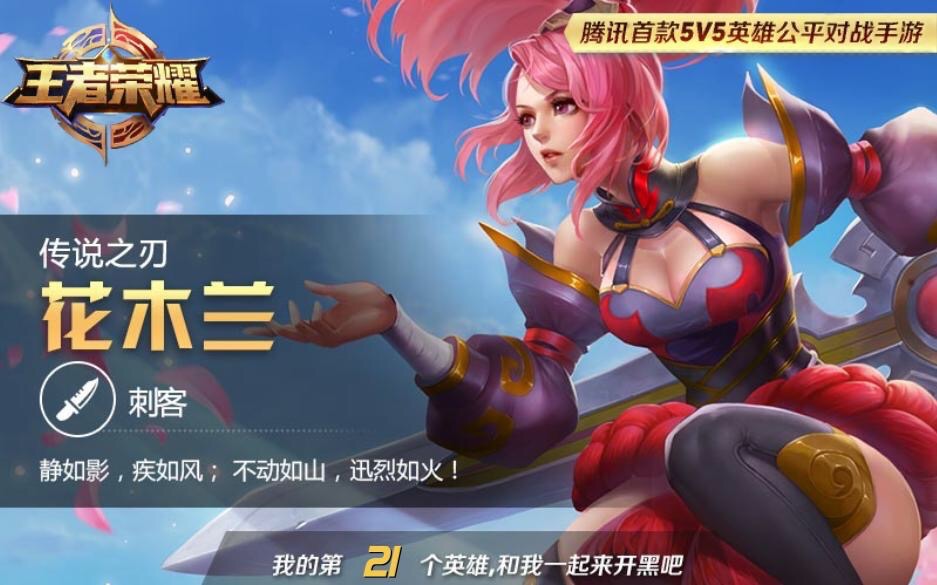 腾讯首款5V5英雄公平对战手游
王者荣耀
传说之刃
花木兰
刺客
静如影，疾如风；不动如山，迅烈如火！
我的第 21 个英雄,和我一起来开黑吧